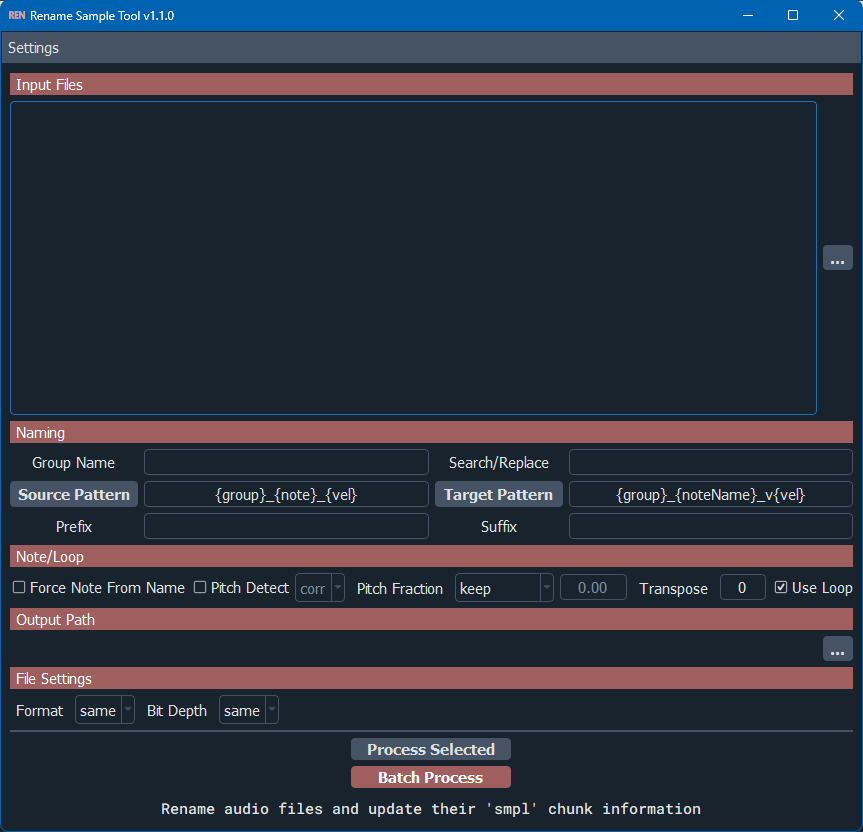 REN Rename Sample Tool v1.1.0
Settings
Input Files
...
Naming
Group Name Search/Replace
Source Pattern {group}_{note}_{vel} Target Pattern {group}_{noteName}_v{vel}
Prefix Suffix
Note/Loop
Force Note From Name Pitch Detect corr Pitch Fraction keep 0.00 Transpose 0 Use Loop
Output Path
...
File Settings
Format same Bit Depth same
Process Selected
Batch Process
Rename audio files and update their 'smpl' chunk information